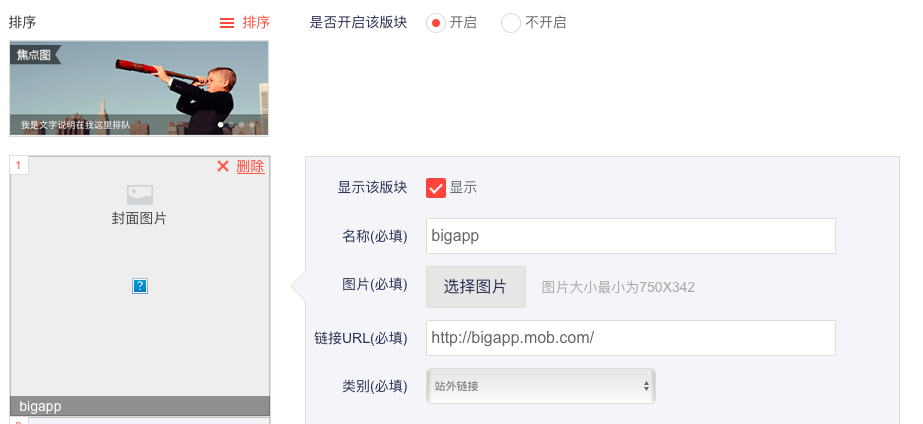 排序
排序
焦点图
我是文字说明在我这里排队
1
删除
封面图片
bigapp
是否开启该版块 开启 不开启
显示该版块 显示
名称(必填) bigapp
图片(必填) 选择图片 图片大小最小为750X342
链接URL(必填) http://bigapp.mob.com/
类别(必填) 站外链接